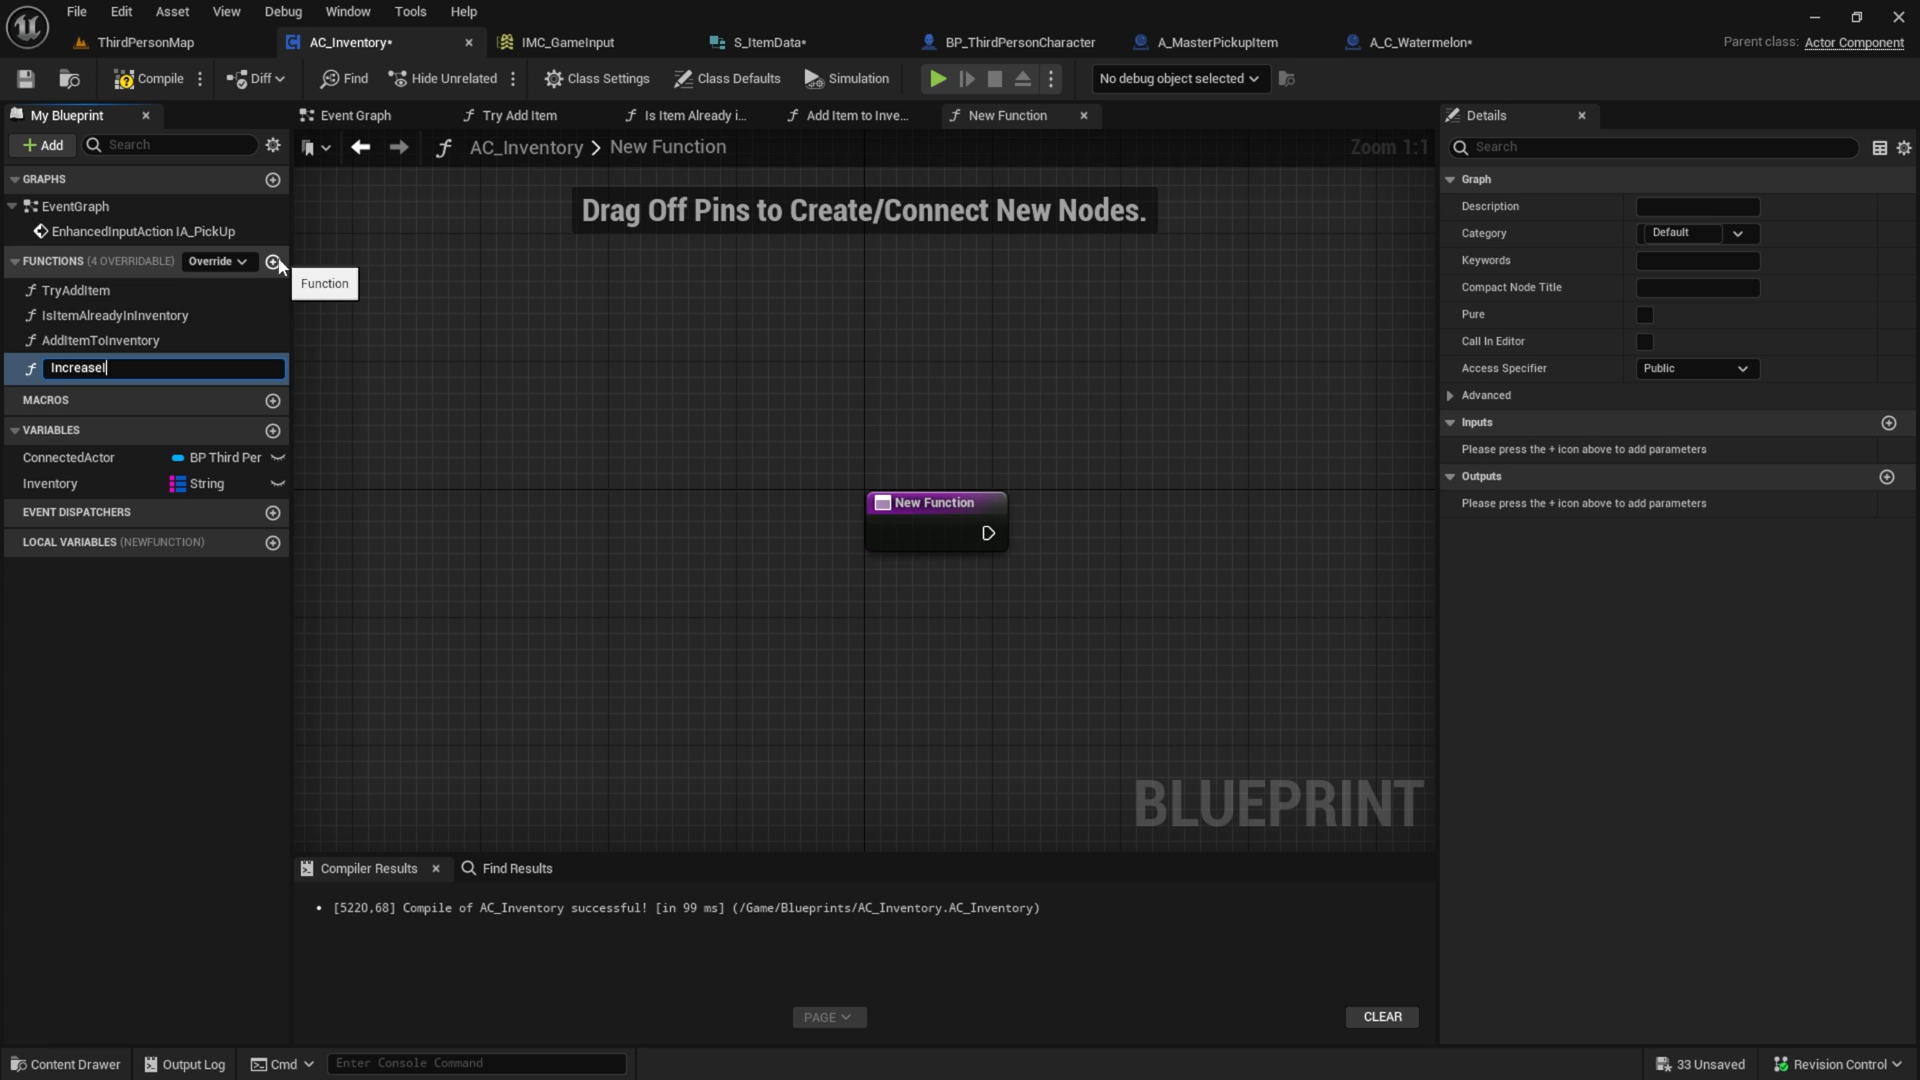 File Edit Asset View Debug Window Tools Help
ThirdPersonMap AC_Inventory* IMC_GameInput S_ItemData* BP_ThirdPersonCharacter A_MasterPickupItem A_C_Watermelon* Parent class: Actor Component
Compile Diff Find Hide Unrelated Class Settings Class Defaults Simulation No debug object selected
My Blueprint Event Graph Try Add Item Is Item Already i... Add Item to Inve... New Function Details
Add Search AC_Inventory > New Function Zoom 1:1 Search
GRAPHS
EventGraph
EnhancedInputAction IA_PickUp
FUNCTIONS (4 OVERRIDABLE) Override
Function
TryAddItem
IsItemAlreadyInInventory
AddItemToInventory
IncreaseI
MACROS
VARIABLES
ConnectedActor BP Third Per
Inventory String
EVENT DISPATCHERS
LOCAL VARIABLES (NEWFUNCTION)
Drag Off Pins to Create/Connect New Nodes.
New Function
BLUEPRINT
Graph
Description
Category Default
Keywords
Compact Node Title
Pure
Call In Editor
Access Specifier Public
Advanced
Inputs
Please press the + icon above to add parameters
Outputs
Please press the + icon above to add parameters
Compiler Results Find Results
• [5220,68] Compile of AC_Inventory successful! [in 99 ms] (/Game/Blueprints/AC_Inventory.AC_Inventory)
PAGE CLEAR
Content Drawer Output Log Cmd Enter Console Command 33 Unsaved Revision Control